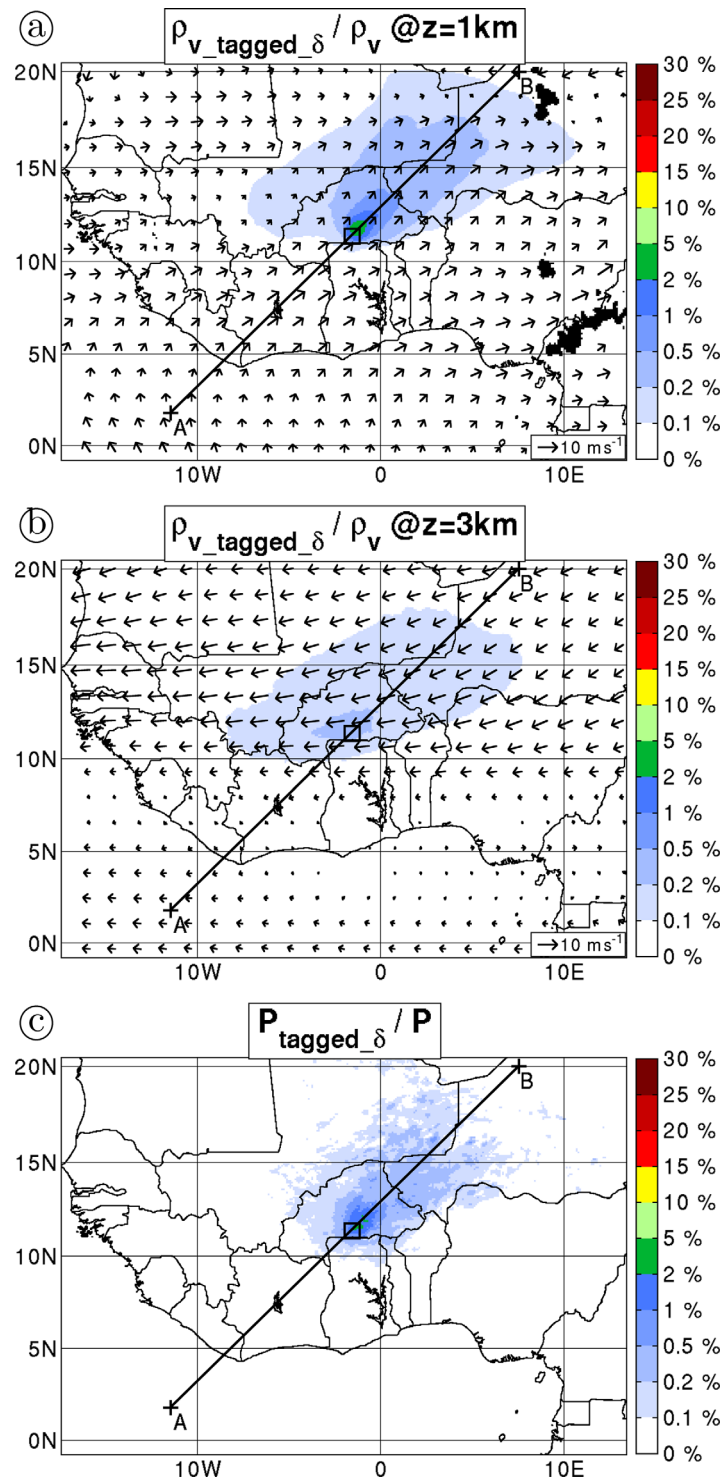 ⓐ
ρv_tagged_δ / ρv @z=1km
20N
15N
10N
5N
0N
10W
0
10E
A
B
→10 ms-1
30 %
25 %
20 %
15 %
10 %
5 %
2 %
1 %
0.5 %
0.2 %
0.1 %
0 %
ⓑ
ρv_tagged_δ / ρv @z=3km
20N
15N
10N
5N
0N
10W
0
10E
A
B
→10 ms-1
30 %
25 %
20 %
15 %
10 %
5 %
2 %
1 %
0.5 %
0.2 %
0.1 %
0 %
ⓒ
Ptagged_δ / P
20N
15N
10N
5N
0N
10W
0
10E
A
B
30 %
25 %
20 %
15 %
10 %
5 %
2 %
1 %
0.5 %
0.2 %
0.1 %
0 %